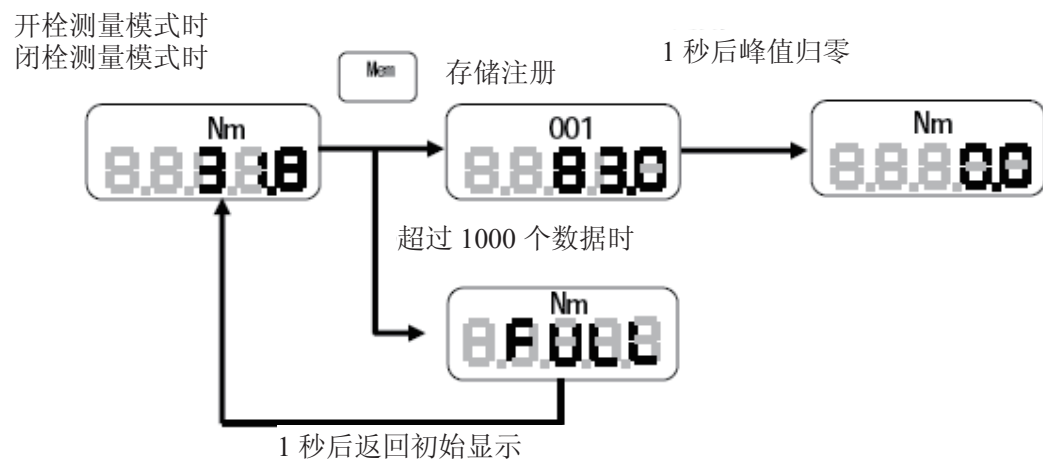 开栓测量模式时
闭栓测量模式时
Mem
存储注册
1 秒后峰值归零
Nm
31.8
001
83.0
Nm
0.0
超过 1000 个数据时
Nm
FULL
1 秒后返回初始显示